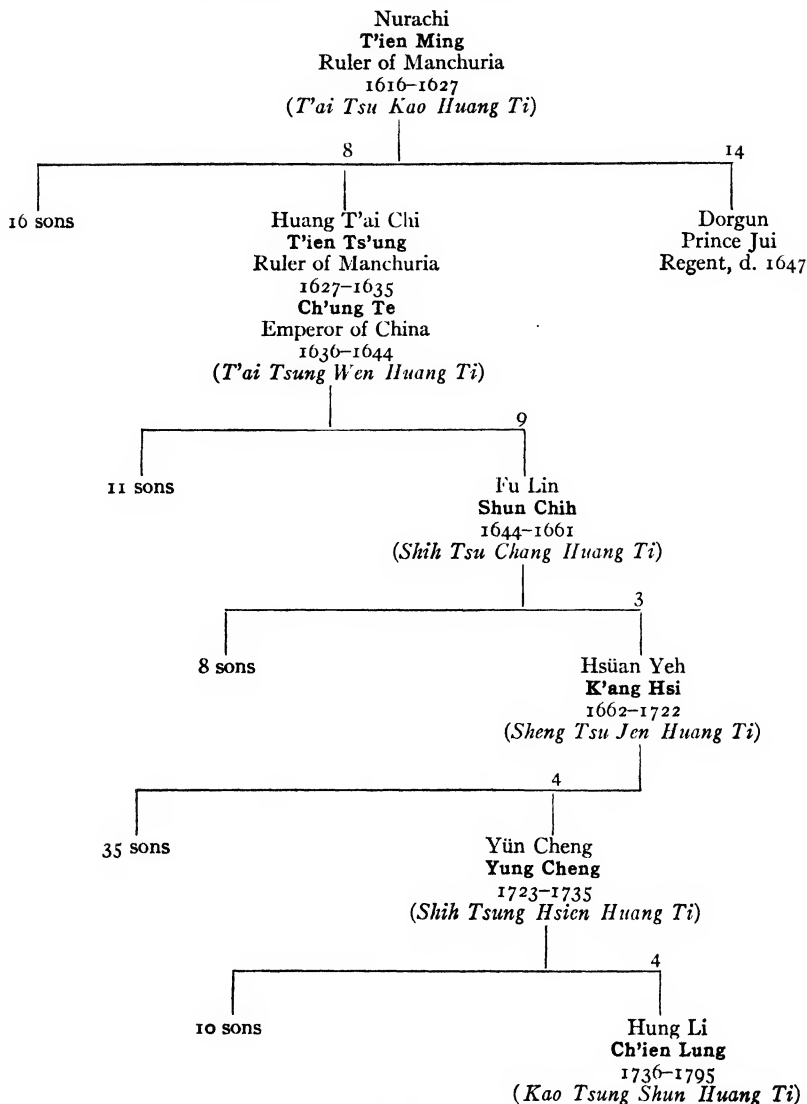 Nurachi
T'ien Ming
Ruler of Manchuria
1616–1627
(T'ai Tsu Kao Huang Ti)
8 14
16 sons
Huang T'ai Chi
T'ien Ts'ung
Ruler of Manchuria
1627–1635
Ch'ung Te
Emperor of China
1636–1644
(T'ai Tsung Wen Huang Ti)
Dorgun
Prince Jui
Regent, d. 1647
9
11 sons
Fu Lin
Shun Chih
1644–1661
(Shih Tsu Chang Huang Ti)
3
8 sons
Hsüan Yeh
K'ang Hsi
1662–1722
(Sheng Tsu Jen Huang Ti)
4
35 sons
Yün Cheng
Yung Cheng
1723–1735
(Shih Tsung Hsien Huang Ti)
4
10 sons
Hung Li
Ch'ien Lung
1736–1795
(Kao Tsung Shun Huang Ti)